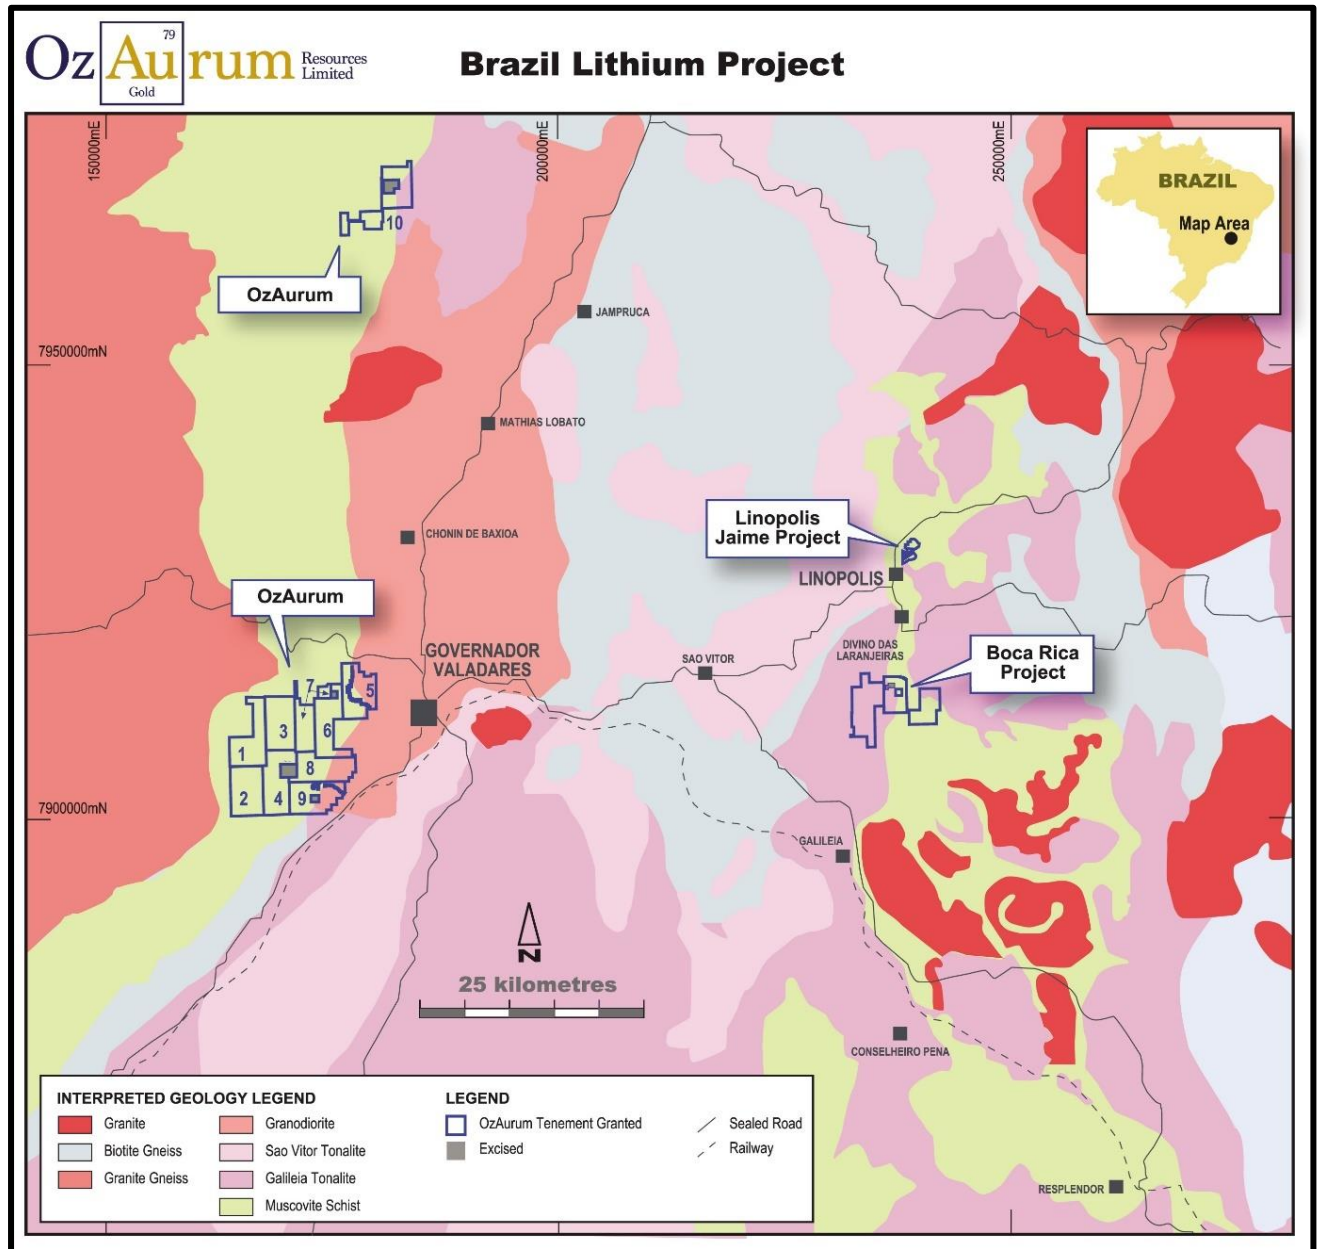 Oz
79
Au
Gold
rum
Resources
Limited
Brazil Lithium Project
150000mE
200000mE
250000mE
BRAZIL
Map Area
10
OzAurum
JAMPRUCA
7950000mN
MATHIAS LOBATO
Linopolis
Jaime Project
CHONIN DE BAXIOA
LINOPOLIS
OzAurum
DIVINO DAS
LARANJEIRAS
Boca Rica
Project
GOVERNADOR
VALADARES
SAO VITOR
7
5
3
6
1
8
2
4
9
7900000mN
GALILEIA
N
25 kilometres
CONSELHEIRO PENA
RESPLENDOR
INTERPRETED GEOLOGY LEGEND
Granite
Biotite Gneiss
Granite Gneiss
Granodiorite
Sao Vitor Tonalite
Galileia Tonalite
Muscovite Schist
LEGEND
OzAurum Tenement Granted
Excised
Sealed Road
Railway